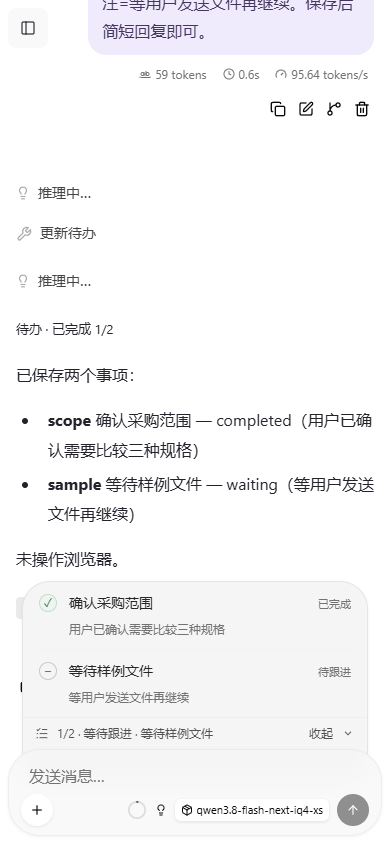 注=等用户发送文件再继续。保存后
简短回复即可。
59 tokens 0.6s 95.64 tokens/s
推理中...
更新待办
推理中...
待办 · 已完成 1/2
已保存两个事项：
• scope 确认采购范围 — completed（用户已确
认需要比较三种规格）
• sample 等待样例文件 — waiting（等用户发送
文件再继续）
未操作浏览器。
确认采购范围 已完成
用户已确认需要比较三种规格
等待样例文件 待跟进
等用户发送文件再继续
1/2 · 等待跟进 · 等待样例文件 收起
发送消息...
qwen3.8-flash-next-iq4-xs